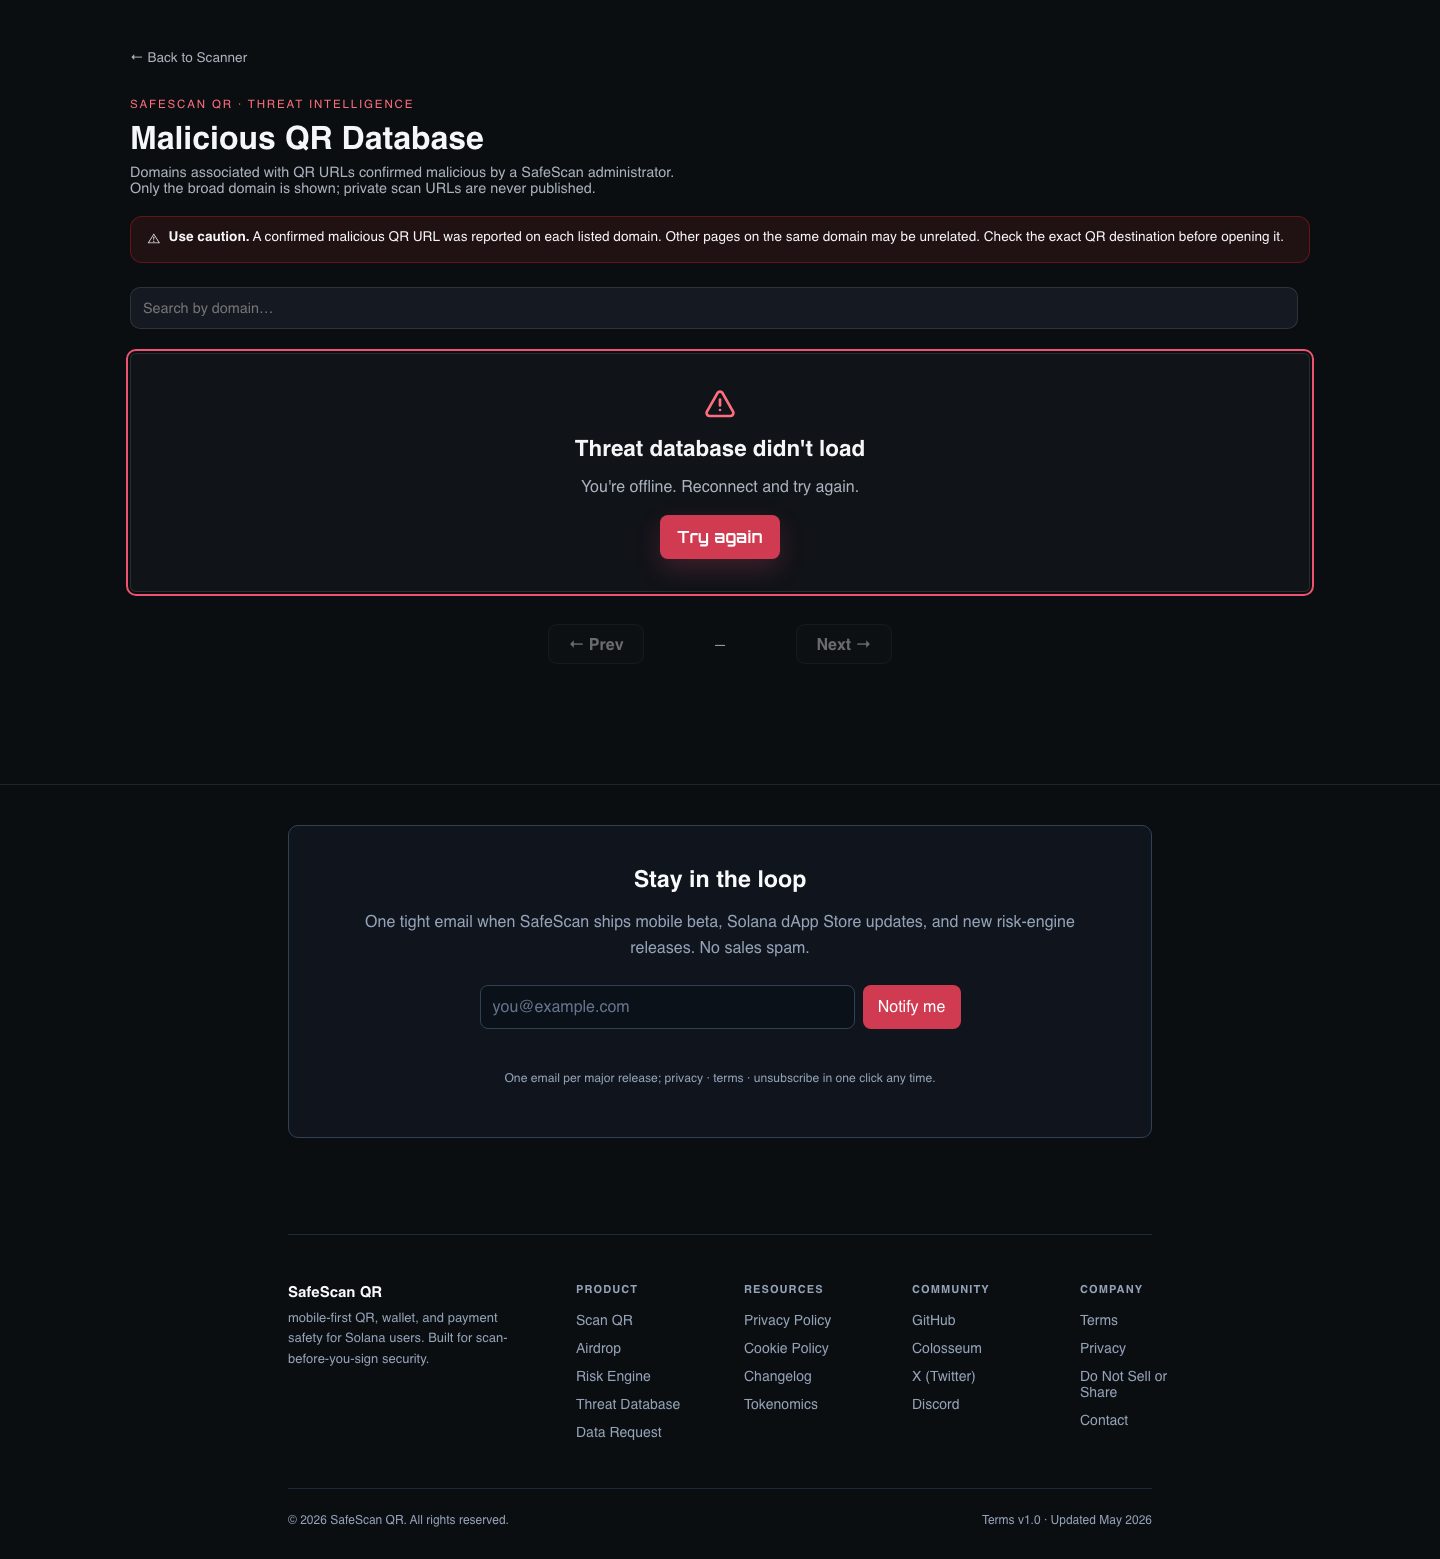 ← Back to Scanner
SAFESCAN QR · THREAT INTELLIGENCE
Malicious QR Database
Domains associated with QR URLs confirmed malicious by a SafeScan administrator.
Only the broad domain is shown; private scan URLs are never published.
⚠ Use caution. A confirmed malicious QR URL was reported on each listed domain. Other pages on the same domain may be unrelated. Check the exact QR destination before opening it.
Search by domain…
Threat database didn't load
You're offline. Reconnect and try again.
Try again
← Prev — Next →
Stay in the loop
One tight email when SafeScan ships mobile beta, Solana dApp Store updates, and new risk-engine
releases. No sales spam.
you@example.com
Notify me
One email per major release; privacy · terms · unsubscribe in one click any time.
SafeScan QR
mobile-first QR, wallet, and payment
safety for Solana users. Built for scan-
before-you-sign security.
PRODUCT
Scan QR
Airdrop
Risk Engine
Threat Database
Data Request
RESOURCES
Privacy Policy
Cookie Policy
Changelog
Tokenomics
COMMUNITY
GitHub
Colosseum
X (Twitter)
Discord
COMPANY
Terms
Privacy
Do Not Sell or
Share
Contact
© 2026 SafeScan QR. All rights reserved.
Terms v1.0 · Updated May 2026